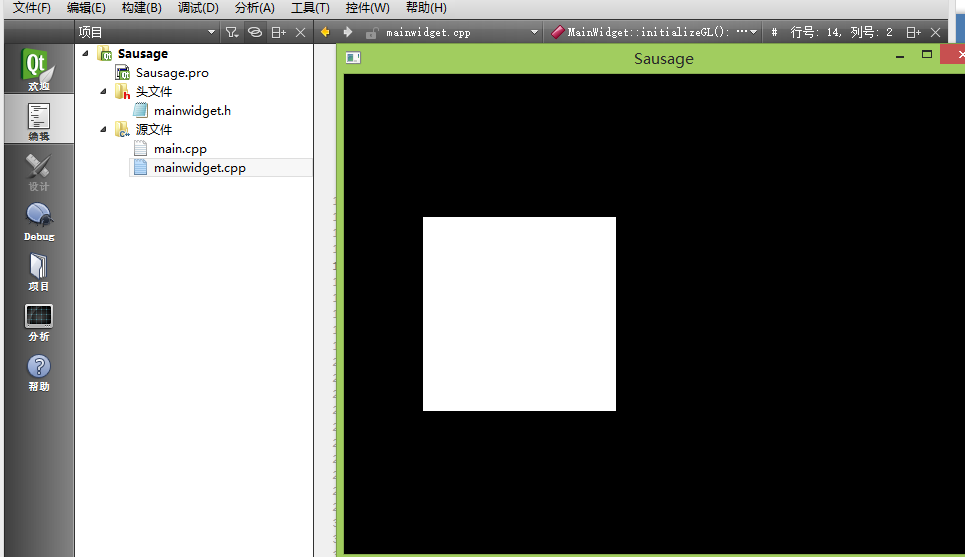 文件(F) 编辑(E) 构建(B) 调试(D) 分析(A) 工具(T) 控件(W) 帮助(H)
项目 mainwidget.cpp MainWidget::initializeGL(): ··· # 行号: 14, 列号: 2
Qt
欢迎
编辑
设计
Debug
项目
分析
帮助
Sausage
Sausage.pro
头文件
mainwidget.h
源文件
main.cpp
mainwidget.cpp
Sausage